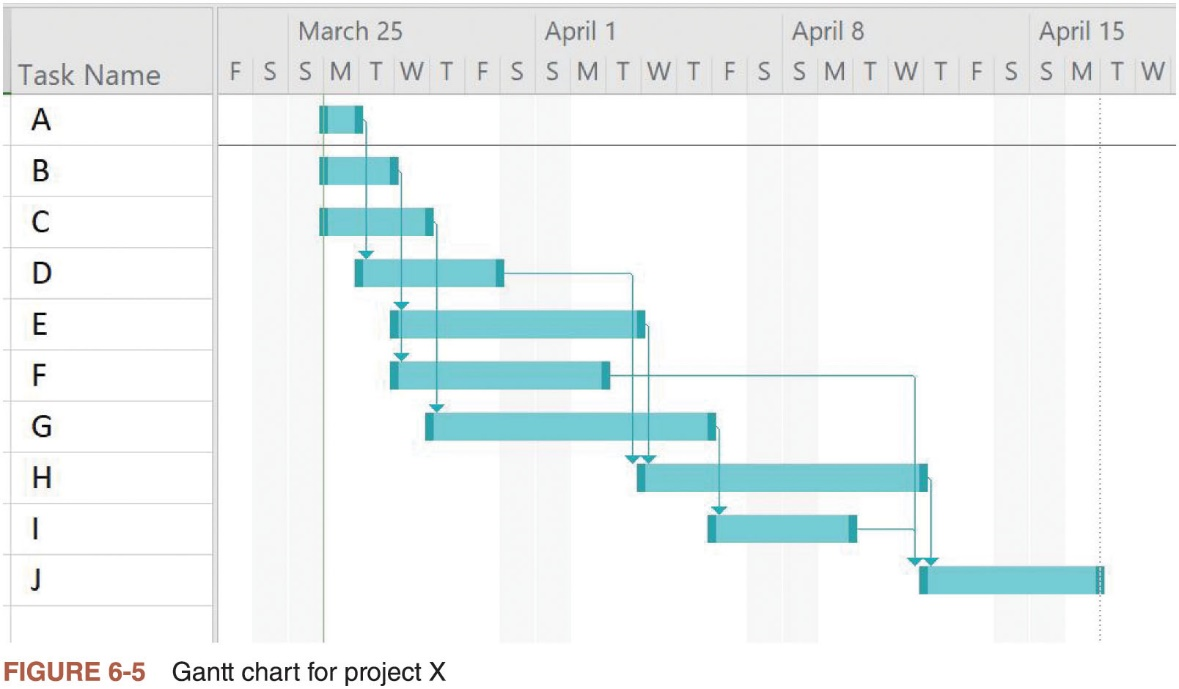 March 25 April 1 April 8 April 15
Task Name F S S M T W T F S S M T W T F S S M T W T F S S M T W
A
B
C
D
E
F
G
H
I
J
FIGURE 6-5 Gantt chart for project X